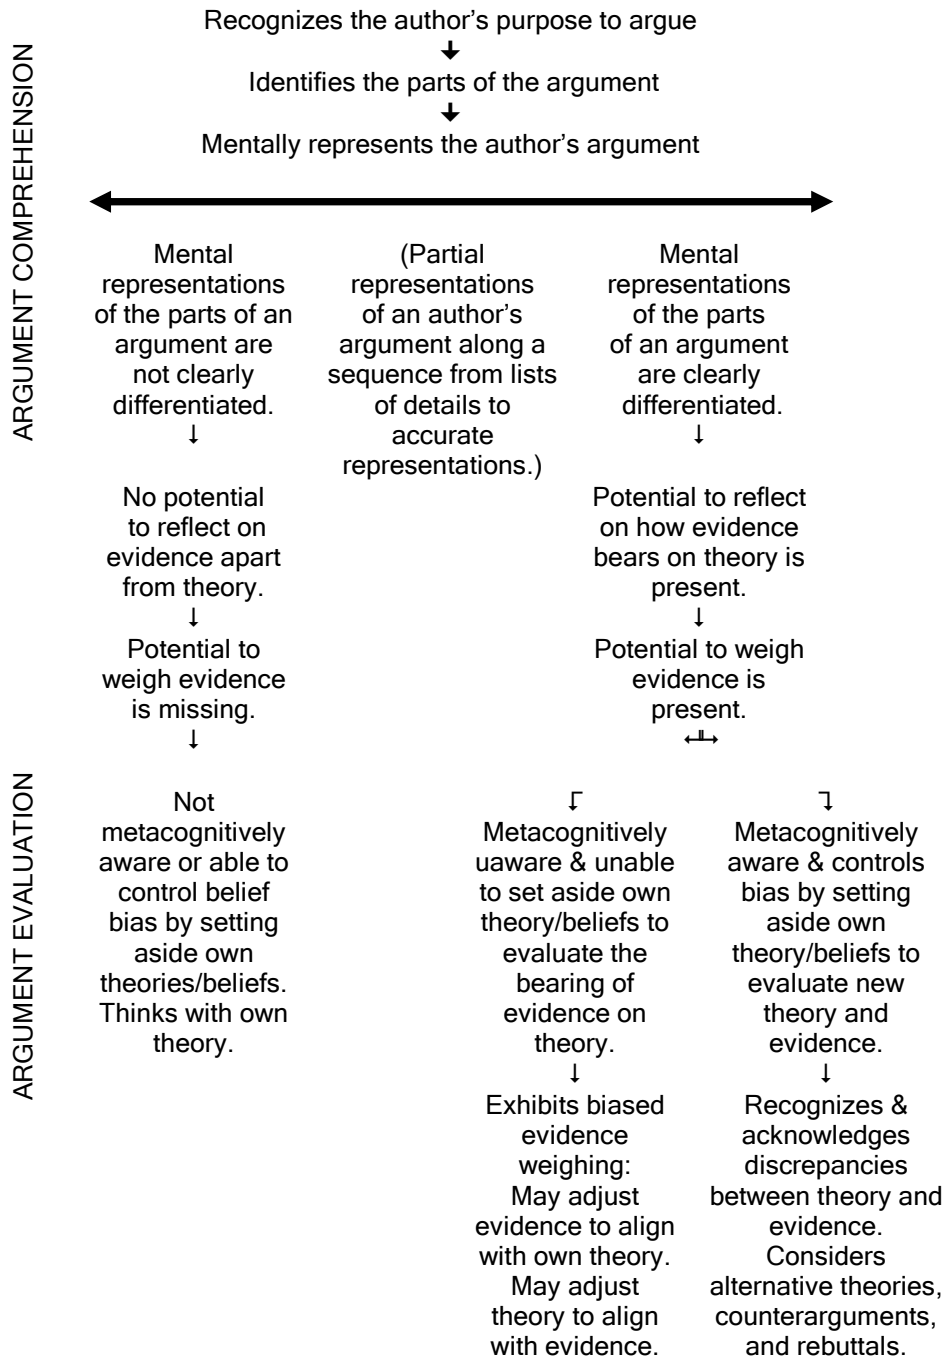 ARGUMENT COMPREHENSION
Recognizes the author's purpose to argue
Identifies the parts of the argument
Mentally represents the author's argument
Mental
representations
of the parts of an
argument are
not clearly
differentiated.
No potential
to reflect on
evidence apart
from theory.
Potential to
weigh evidence
is missing.
(Partial
representations
of an author's
argument along a
sequence from lists
of details to
accurate
representations.)
Mental
representations
of the parts
of an argument
are clearly
differentiated.
Potential to reflect
on how evidence
bears on theory is
present.
Potential to weigh
evidence is
present.
ARGUMENT EVALUATION
Not
metacognitively
aware or able to
control belief
bias by setting
aside own
theories/beliefs.
Thinks with own
theory.
Metacognitively
uaware & unable
to set aside own
theory/beliefs to
evaluate the
bearing of
evidence on
theory.
Exhibits biased
evidence
weighing:
May adjust
evidence to align
with own theory.
May adjust
theory to align
with evidence.
Metacognitively
aware & controls
bias by setting
aside own
theory/beliefs to
evaluate new
theory and
evidence.
Recognizes &
acknowledges
discrepancies
between theory and
evidence.
Considers
alternative theories,
counterarguments,
and rebuttals.